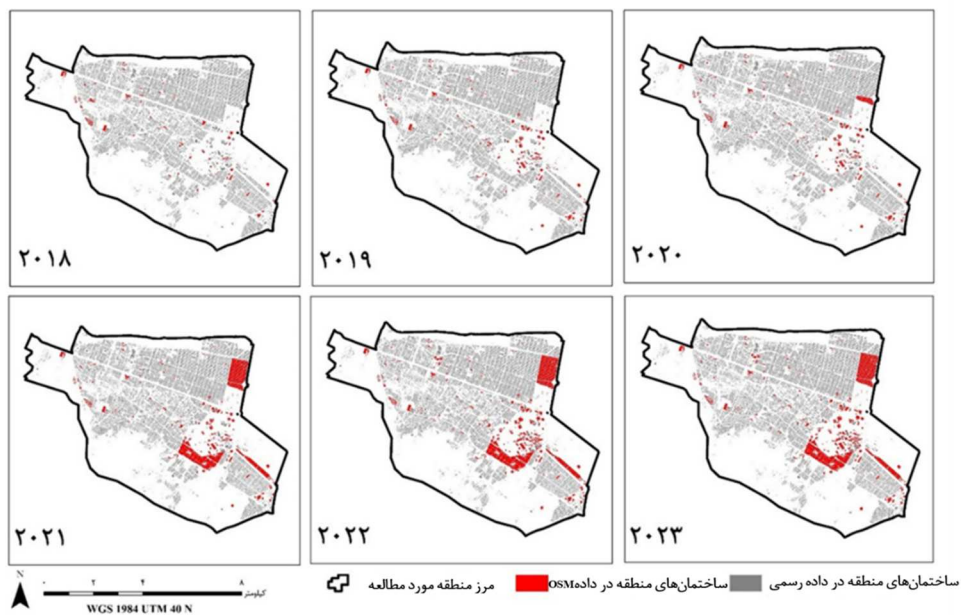 ۲۰۱۸
۲۰۱۹
۲۰۲۰
۲۰۲۱
۲۰۲۲
۲۰۲۳
N
۰ ۲ ۴ ۸
کیلومتر
WGS 1984 UTM 40 N
مرز منطقه مورد مطالعه
ساختمان‌های منطقه در داده OSM
ساختمان‌های منطقه در داده رسمی